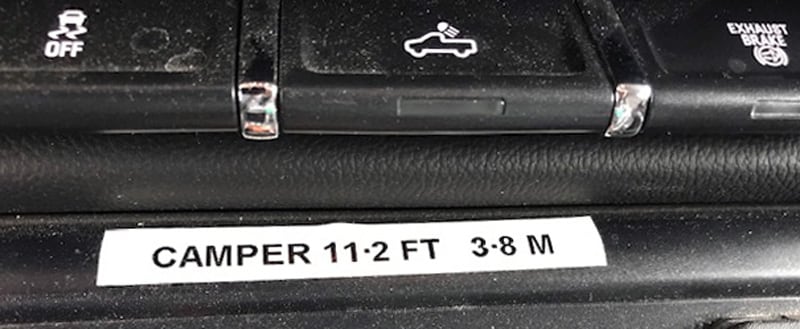 OFF
EXHAUST
BRAKE
CAMPER 11·2 FT 3·8 M